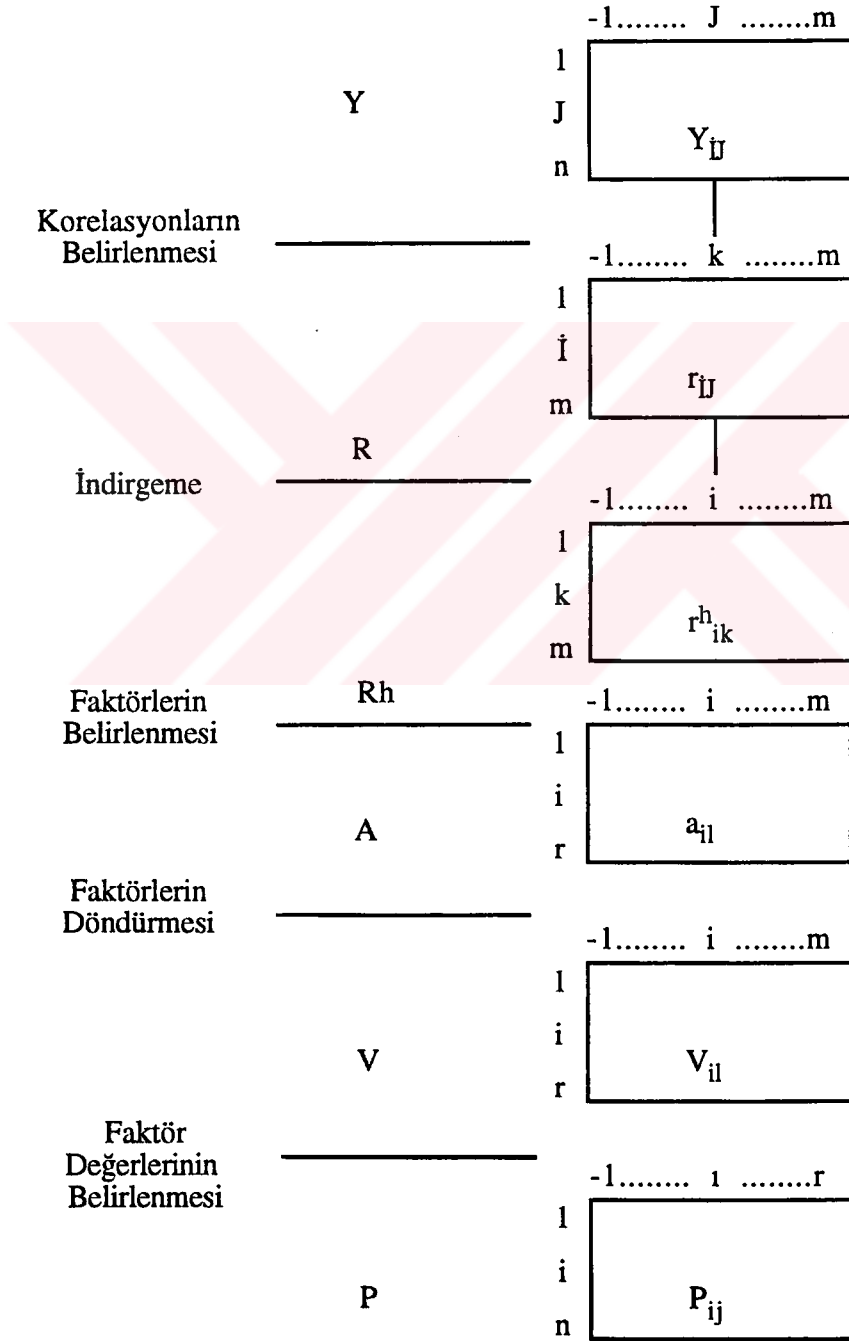 -1........ J ........m
1
Y
J
Y_İJ
n
Korelasyonların
Belirlenmesi
-1........ k ........m
1
İ
r_İJ
m
R
İndirgeme
-1........ i ........m
1
k
r^h_ik
m
Rh
Faktörlerin
Belirlenmesi
-1........ i ........m
1
i
A
a_il
r
Faktörlerin
Döndürmesi
-1........ i ........m
1
i
V
V_il
r
Faktör
Değerlerinin
Belirlenmesi
-1........ ı ........r
1
i
P
P_ij
n